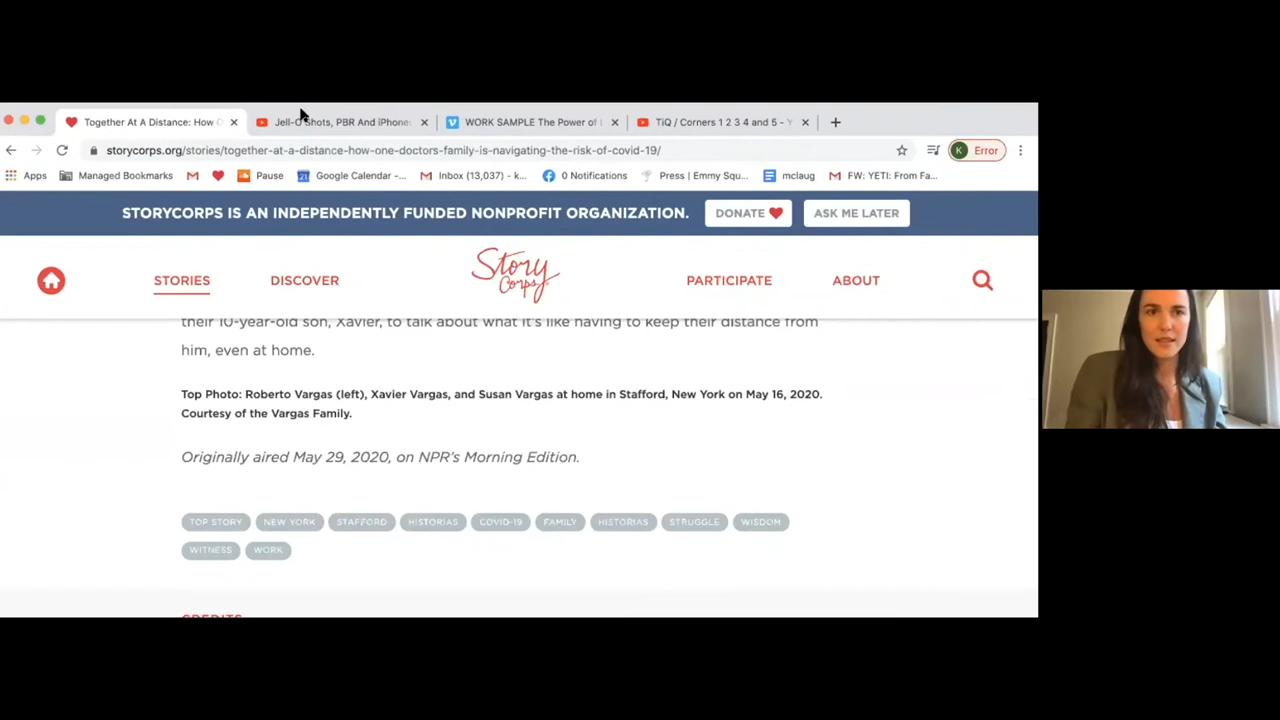 Together At A Distance: How O
Jell-O Shots, PBR And iPhone
WORK SAMPLE The Power of
TiQ / Corners 1 2 3 4 and 5 - Y
storycorps.org/stories/together-at-a-distance-how-one-doctors-family-is-navigating-the-risk-of-covid-19/
K Error
Apps Managed Bookmarks Pause Google Calendar -... Inbox (13,037) - k... 0 Notifications Press | Emmy Squ... mclaug FW: YETI: From Fa...
STORYCORPS IS AN INDEPENDENTLY FUNDED NONPROFIT ORGANIZATION. DONATE ASK ME LATER
STORIES DISCOVER Story Corps PARTICIPATE ABOUT
their 10-year-old son, Xavier, to talk about what it's like having to keep their distance from
him, even at home.
Top Photo: Roberto Vargas (left), Xavier Vargas, and Susan Vargas at home in Stafford, New York on May 16, 2020.
Courtesy of the Vargas Family.
Originally aired May 29, 2020, on NPR's Morning Edition.
TOP STORY NEW YORK STAFFORD HISTORIAS COVID-19 FAMILY HISTORIAS STRUGGLE WISDOM
WITNESS WORK
CREDITS